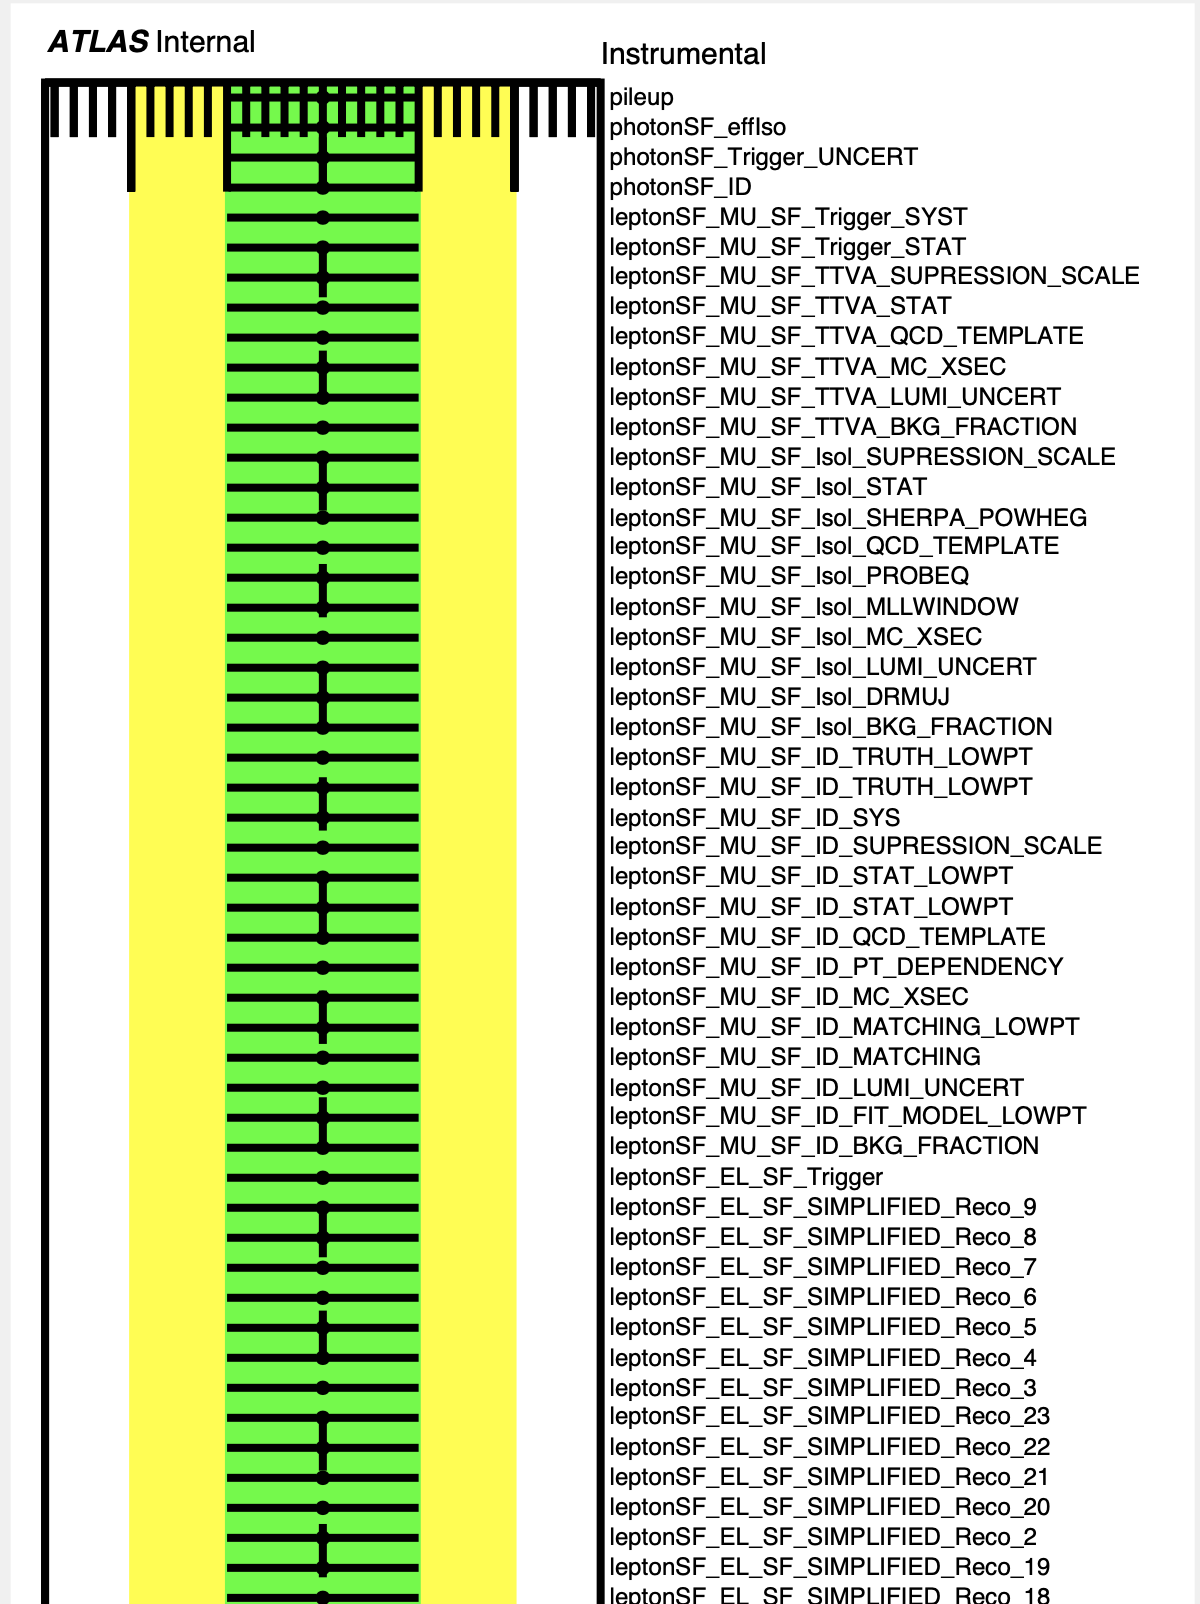 ATLAS Internal
Instrumental
pileup
photonSF_effIso
photonSF_Trigger_UNCERT
photonSF_ID
leptonSF_MU_SF_Trigger_SYST
leptonSF_MU_SF_Trigger_STAT
leptonSF_MU_SF_TTVA_SUPRESSION_SCALE
leptonSF_MU_SF_TTVA_STAT
leptonSF_MU_SF_TTVA_QCD_TEMPLATE
leptonSF_MU_SF_TTVA_MC_XSEC
leptonSF_MU_SF_TTVA_LUMI_UNCERT
leptonSF_MU_SF_TTVA_BKG_FRACTION
leptonSF_MU_SF_Isol_SUPRESSION_SCALE
leptonSF_MU_SF_Isol_STAT
leptonSF_MU_SF_Isol_SHERPA_POWHEG
leptonSF_MU_SF_Isol_QCD_TEMPLATE
leptonSF_MU_SF_Isol_PROBEQ
leptonSF_MU_SF_Isol_MLLWINDOW
leptonSF_MU_SF_Isol_MC_XSEC
leptonSF_MU_SF_Isol_LUMI_UNCERT
leptonSF_MU_SF_Isol_DRMUJ
leptonSF_MU_SF_Isol_BKG_FRACTION
leptonSF_MU_SF_ID_TRUTH_LOWPT
leptonSF_MU_SF_ID_TRUTH_LOWPT
leptonSF_MU_SF_ID_SYS
leptonSF_MU_SF_ID_SUPRESSION_SCALE
leptonSF_MU_SF_ID_STAT_LOWPT
leptonSF_MU_SF_ID_STAT_LOWPT
leptonSF_MU_SF_ID_QCD_TEMPLATE
leptonSF_MU_SF_ID_PT_DEPENDENCY
leptonSF_MU_SF_ID_MC_XSEC
leptonSF_MU_SF_ID_MATCHING_LOWPT
leptonSF_MU_SF_ID_MATCHING
leptonSF_MU_SF_ID_LUMI_UNCERT
leptonSF_MU_SF_ID_FIT_MODEL_LOWPT
leptonSF_MU_SF_ID_BKG_FRACTION
leptonSF_EL_SF_Trigger
leptonSF_EL_SF_SIMPLIFIED_Reco_9
leptonSF_EL_SF_SIMPLIFIED_Reco_8
leptonSF_EL_SF_SIMPLIFIED_Reco_7
leptonSF_EL_SF_SIMPLIFIED_Reco_6
leptonSF_EL_SF_SIMPLIFIED_Reco_5
leptonSF_EL_SF_SIMPLIFIED_Reco_4
leptonSF_EL_SF_SIMPLIFIED_Reco_3
leptonSF_EL_SF_SIMPLIFIED_Reco_23
leptonSF_EL_SF_SIMPLIFIED_Reco_22
leptonSF_EL_SF_SIMPLIFIED_Reco_21
leptonSF_EL_SF_SIMPLIFIED_Reco_20
leptonSF_EL_SF_SIMPLIFIED_Reco_2
leptonSF_EL_SF_SIMPLIFIED_Reco_19
leptonSF_EL_SF_SIMPLIFIED_Reco_18